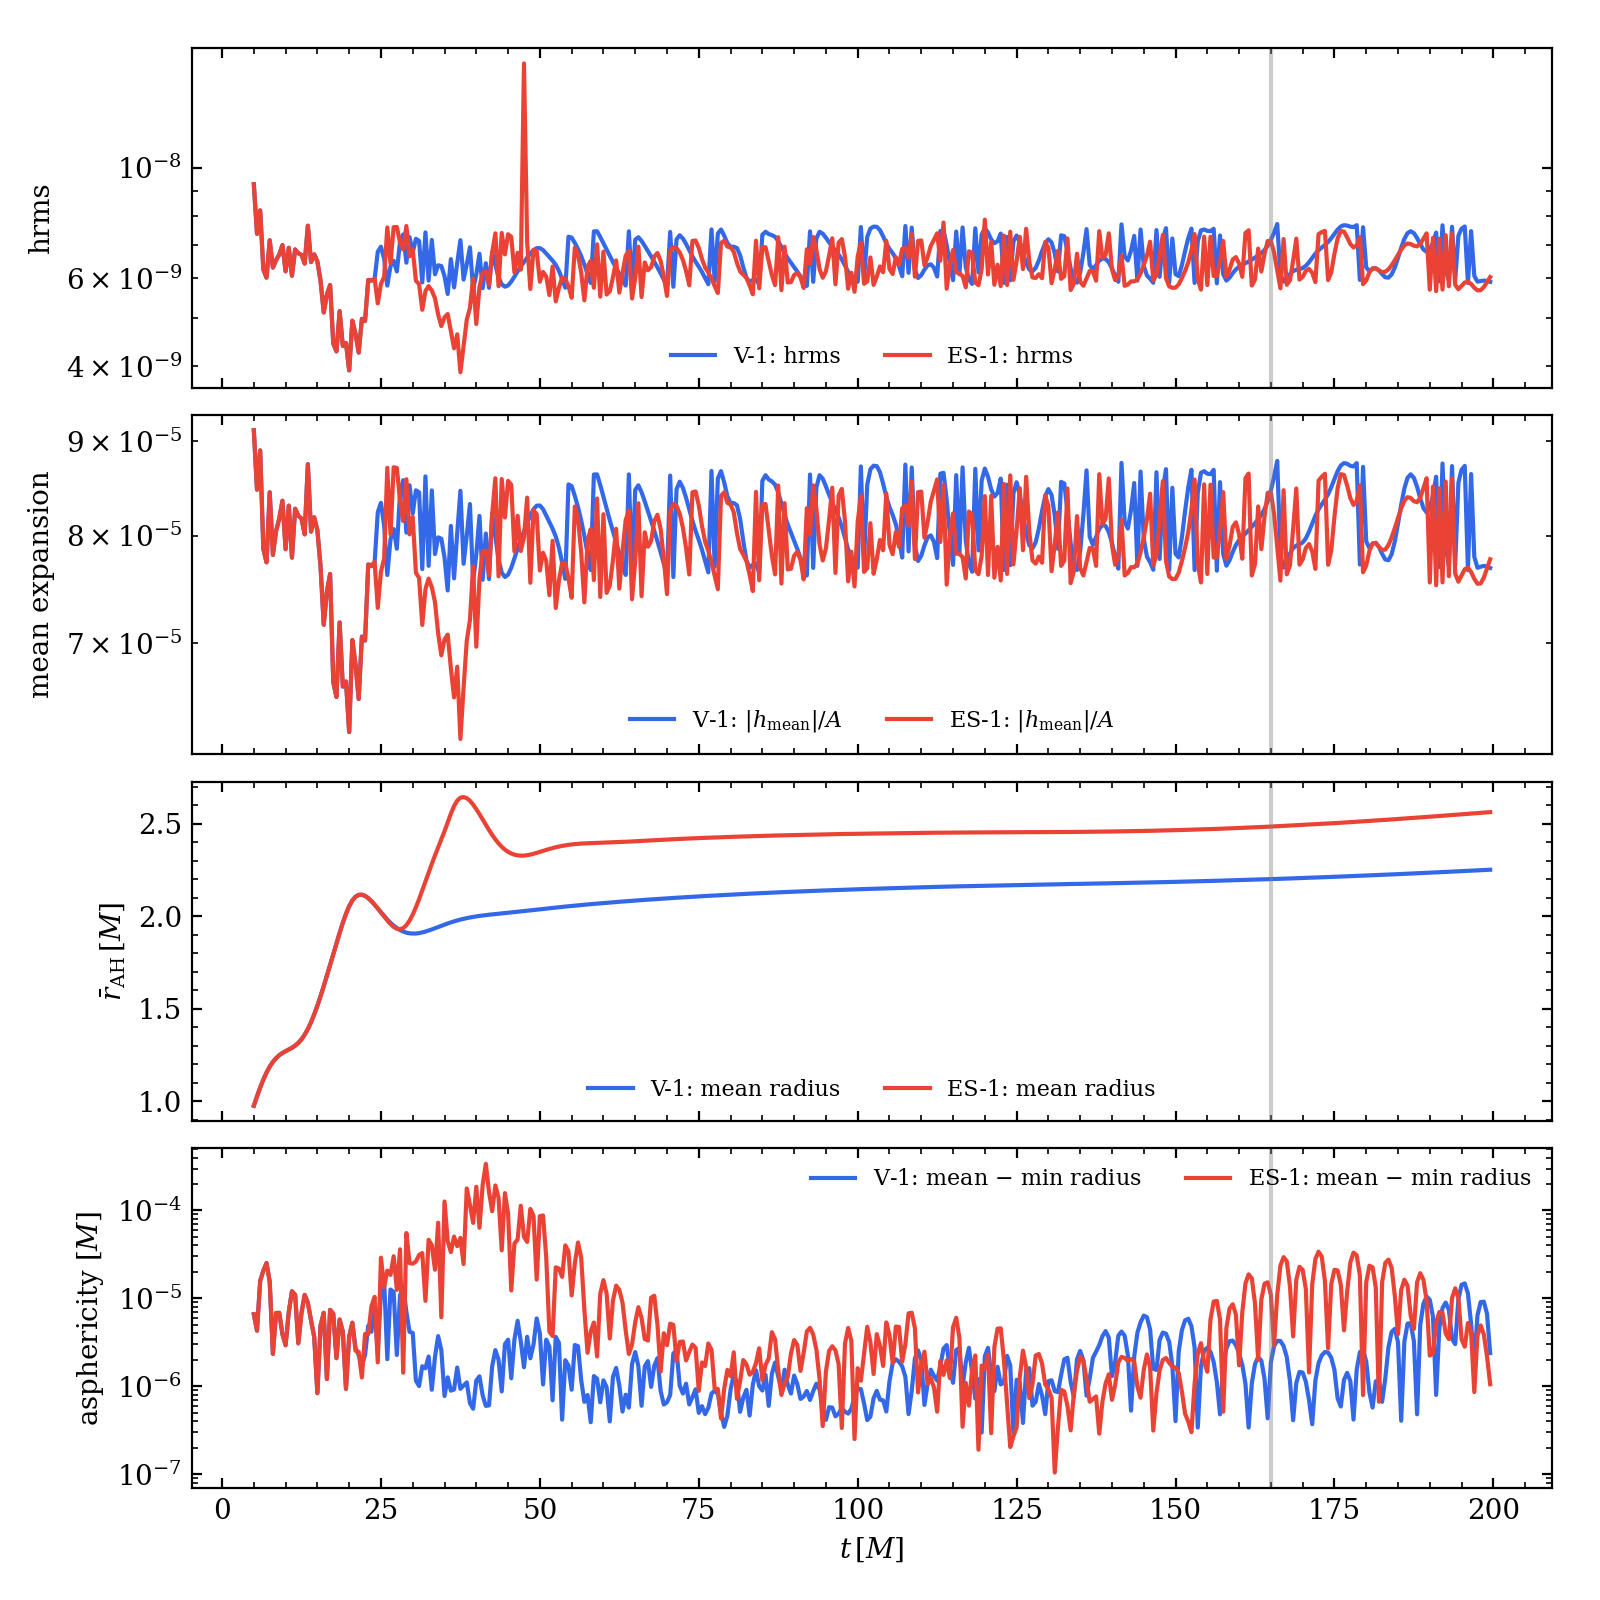 hrms
10⁻⁸
6 × 10⁻⁹
4 × 10⁻⁹
V-1: hrms
ES-1: hrms
mean expansion
9 × 10⁻⁵
8 × 10⁻⁵
7 × 10⁻⁵
V-1: |h_mean|/A
ES-1: |h_mean|/A
r̄_AH [M]
2.5
2.0
1.5
1.0
V-1: mean radius
ES-1: mean radius
asphericity [M]
10⁻⁴
10⁻⁵
10⁻⁶
10⁻⁷
V-1: mean − min radius
ES-1: mean − min radius
0 25 50 75 100 125 150 175 200
t [M]